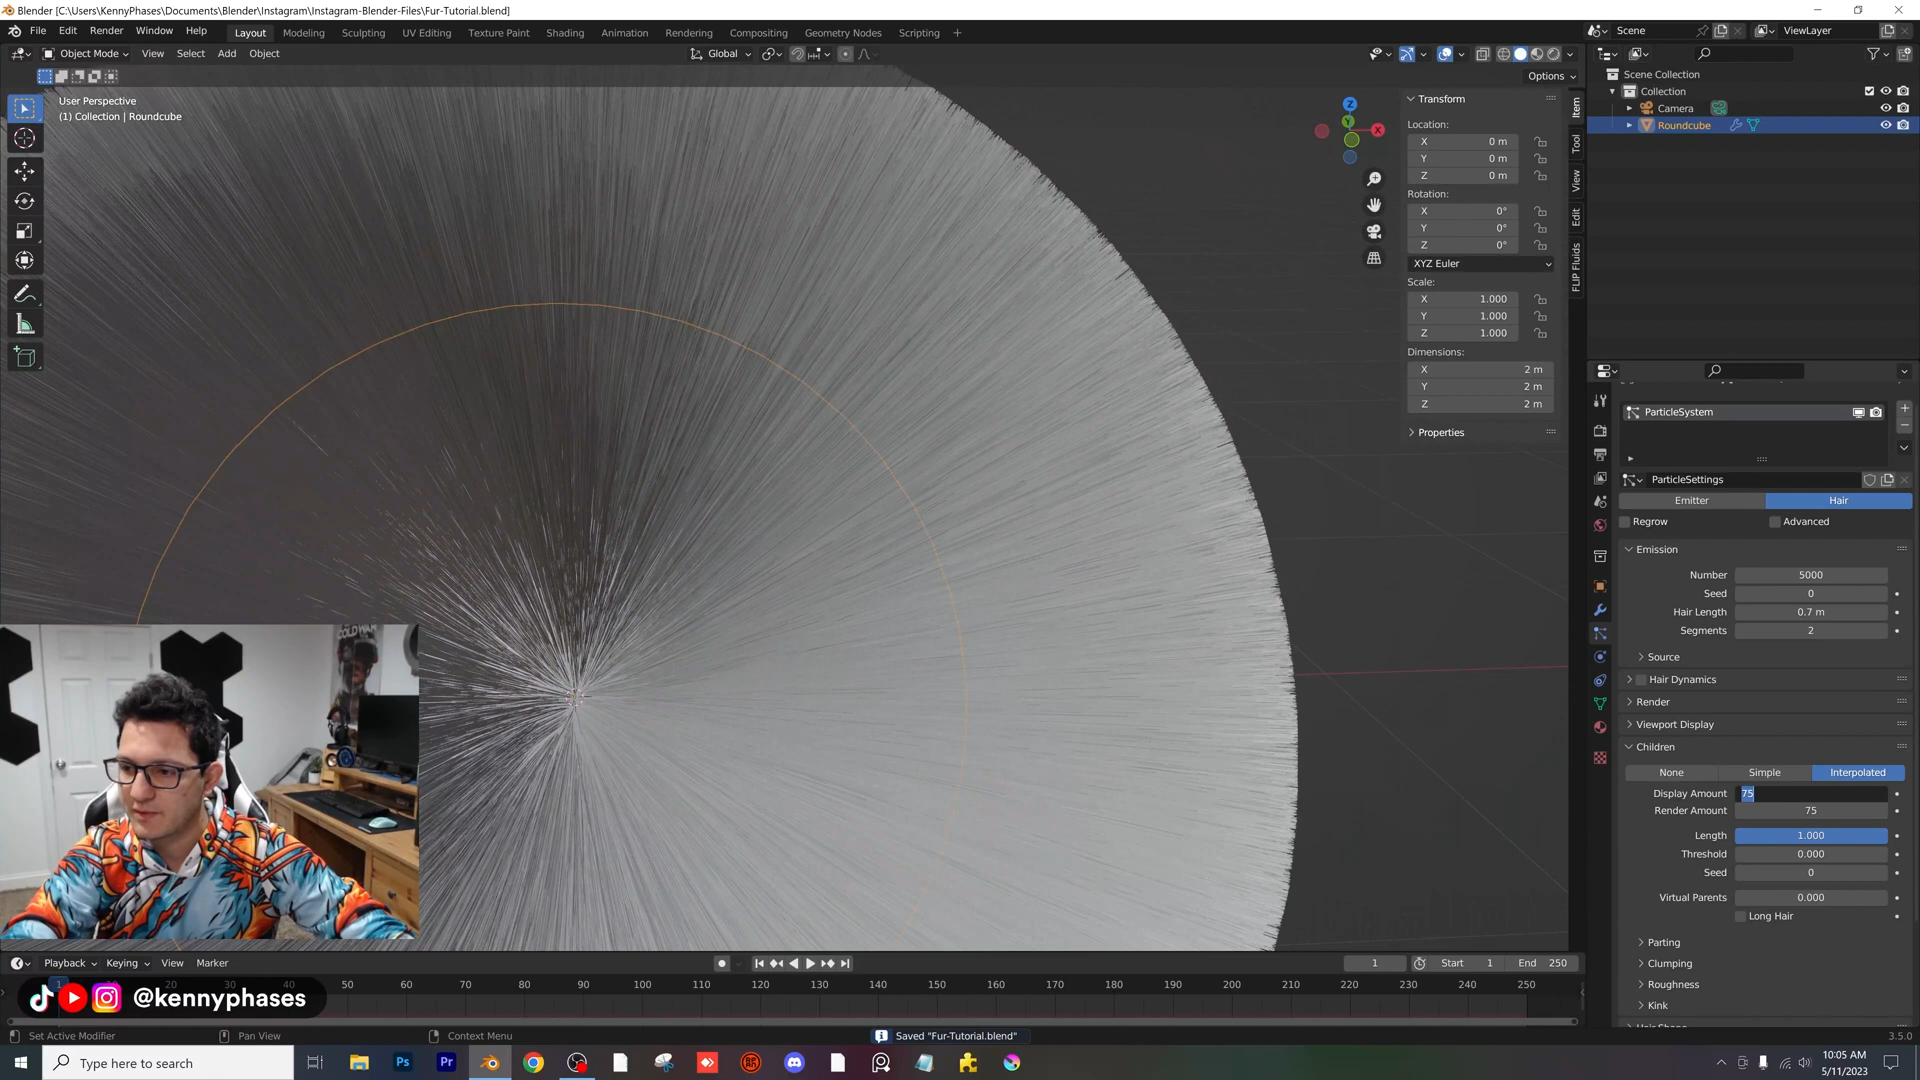 Blender [C:\Users\KennyPhases\Documents\Blender\Instagram\Instagram-Blender-Files\Fur-Tutorial.blend]
File Edit Render Window Help Layout Modeling Sculpting UV Editing Texture Paint Shading Animation Rendering Compositing Geometry Nodes Scripting + Scene ViewLayer
Object Mode View Select Add Object Global
Options
User Perspective
(1) Collection | Roundcube
Z
Y
X
Transform
Location:
X 0 m
Y 0 m
Z 0 m
Rotation:
X 0°
Y 0°
Z 0°
XYZ Euler
Scale:
X 1.000
Y 1.000
Z 1.000
Dimensions:
X 2 m
Y 2 m
Z 2 m
Properties
Item
Tool
View
Edit
FLIP Fluids
Scene Collection
Collection
Camera
Roundcube
ParticleSystem
ParticleSettings
Emitter Hair
Regrow Advanced
Emission
Number 5000
Seed 0
Hair Length 0.7 m
Segments 2
Source
Hair Dynamics
Render
Viewport Display
Children
None Simple Interpolated
Display Amount 75
Render Amount 75
Length 1.000
Threshold 0.000
Seed 0
Virtual Parents 0.000
Long Hair
Parting
Clumping
Roughness
Kink
COLD WAR
Playback Keying View Marker 1 Start 1 End 250
1 20 30 40 50 60 70 80 90 100 110 120 130 140 150 160 170 180 190 200 210 220 230 240 250
@kennyphases
Set Active Modifier Pan View Context Menu Saved "Fur-Tutorial.blend" 3.5.0
Type here to search
Ps Pr
10:05 AM
5/11/2023